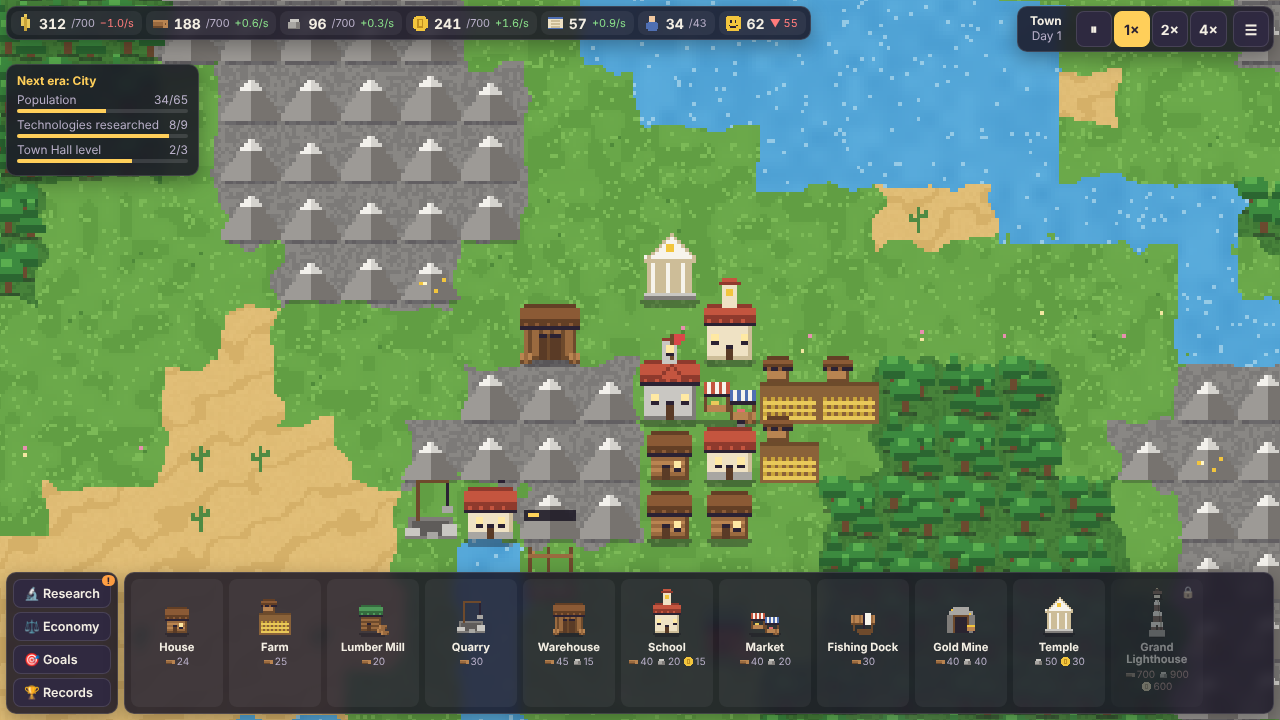 312 /700 −1.0/s 188 /700 +0.6/s 96 /700 +0.3/s 241 /700 +1.6/s 57 +0.9/s 34 /43 62 ▼ 55
Town
Day 1
⏸ 1× 2× 4× ☰
Next era: City
Population 34/65
Technologies researched 8/9
Town Hall level 2/3
Research !
Economy
Goals
Records
House
24
Farm
25
Lumber Mill
20
Quarry
30
Warehouse
45 15
School
40 20 15
Market
40 20
Fishing Dock
30
Gold Mine
40 40
Temple
50 30
Grand
Lighthouse
700 900
600